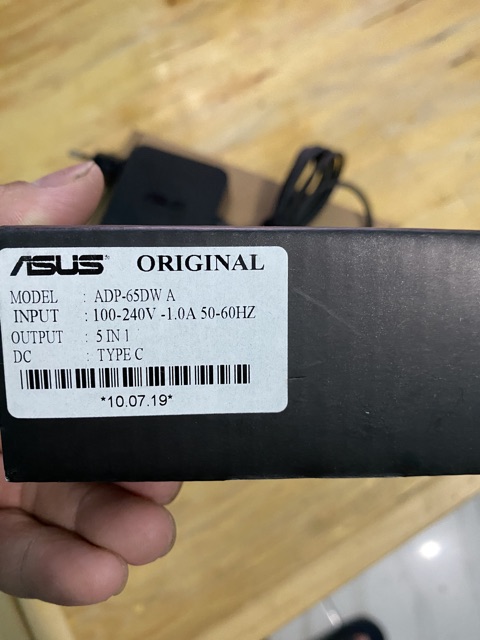 ASUS ORIGINAL
MODEL : ADP-65DW A
INPUT : 100-240V -1.0A 50-60HZ
OUTPUT : 5 IN 1
DC : TYPE C
*10.07.19*